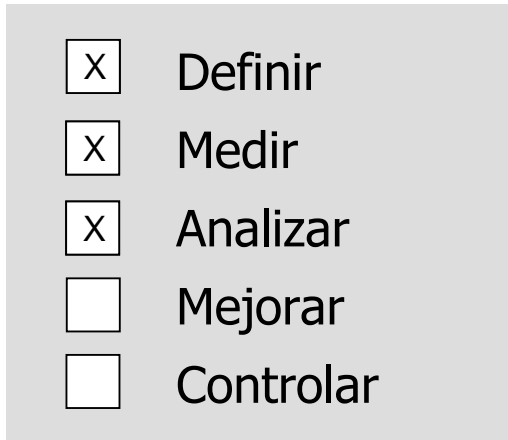 X Definir
X Medir
X Analizar
Mejorar
Controlar